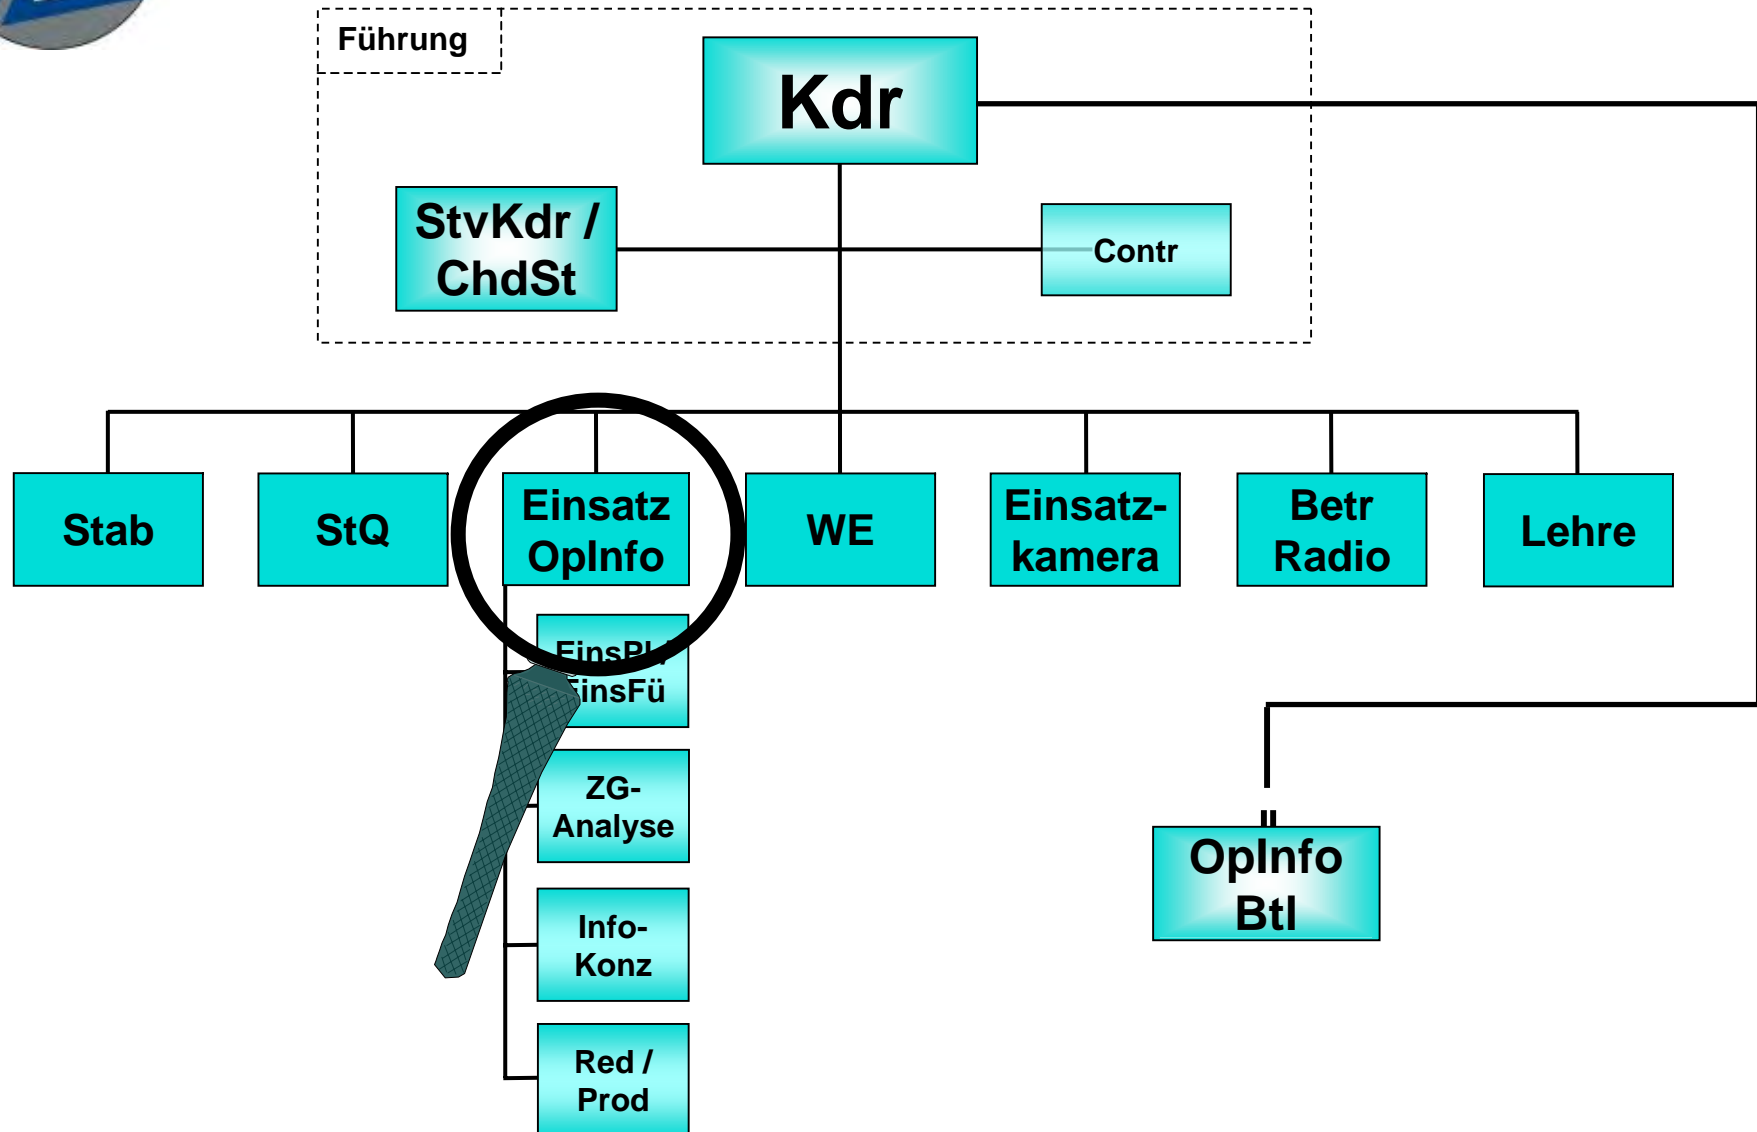 Führung
Kdr
StvKdr /
ChdSt
Contr
Stab
StQ
Einsatz
OpInfo
WE
Einsatz-
kamera
Betr
Radio
Lehre
EinsFü
ZG-
Analyse
Info-
Konz
Red /
Prod
OpInfo
Btl